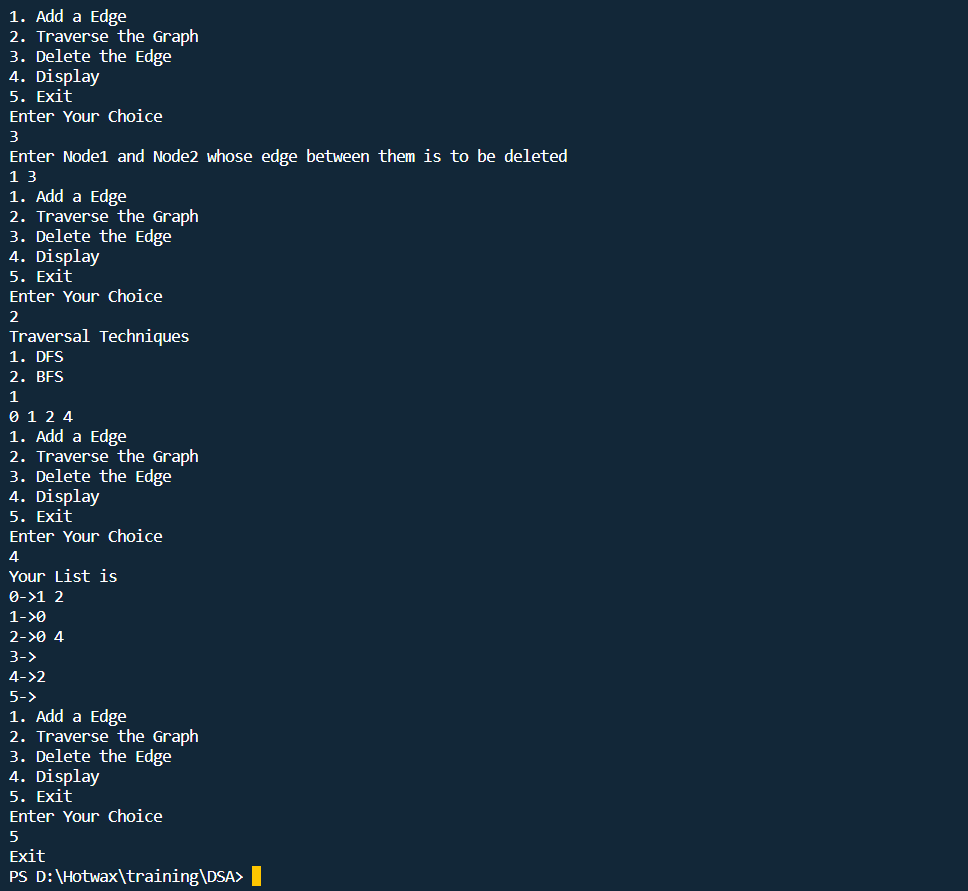 1. Add a Edge
2. Traverse the Graph
3. Delete the Edge
4. Display
5. Exit
Enter Your Choice
3
Enter Node1 and Node2 whose edge between them is to be deleted
1 3
1. Add a Edge
2. Traverse the Graph
3. Delete the Edge
4. Display
5. Exit
Enter Your Choice
2
Traversal Techniques
1. DFS
2. BFS
1
0 1 2 4
1. Add a Edge
2. Traverse the Graph
3. Delete the Edge
4. Display
5. Exit
Enter Your Choice
4
Your List is
0->1 2
1->0
2->0 4
3->
4->2
5->
1. Add a Edge
2. Traverse the Graph
3. Delete the Edge
4. Display
5. Exit
Enter Your Choice
5
Exit
PS D:\Hotwax\training\DSA>